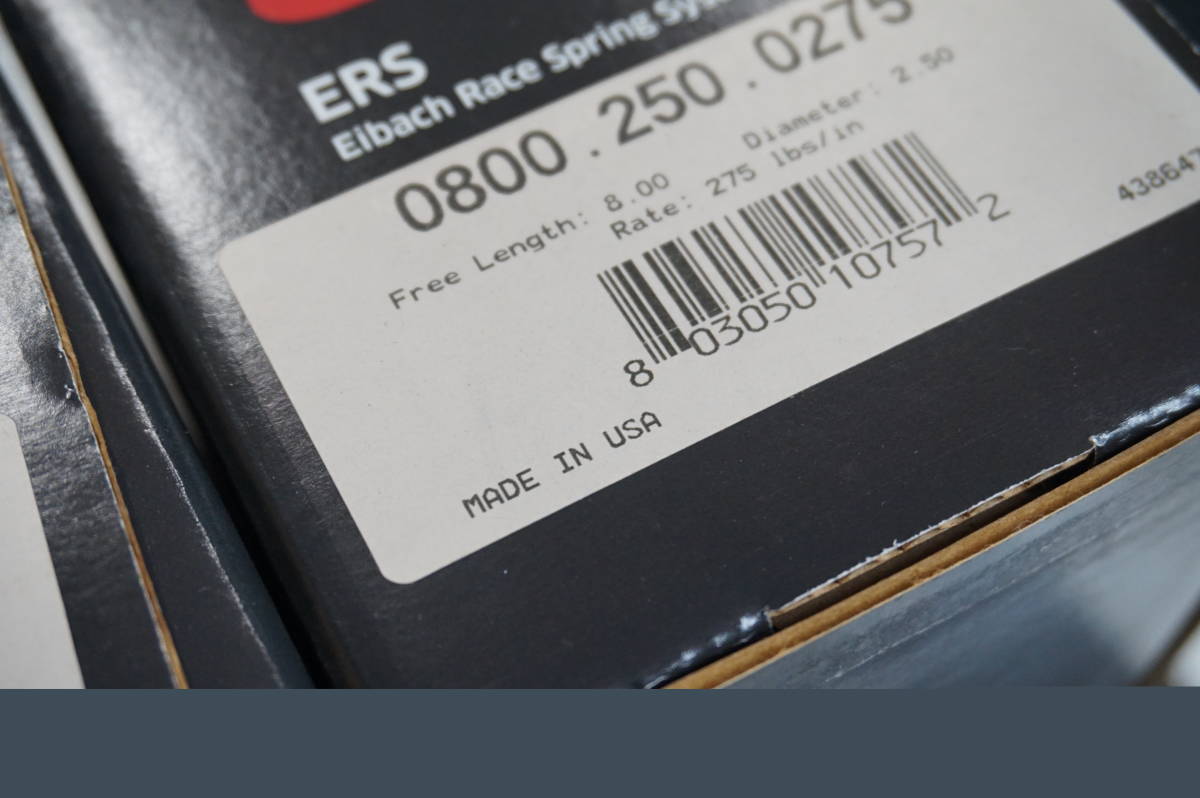 ERS
Eibach Race Spring
0800.250.0275
Free Length: 8.00 Diameter: 2.50
Rate: 275 lbs/in
8 03050 10757 2
438647
MADE IN USA